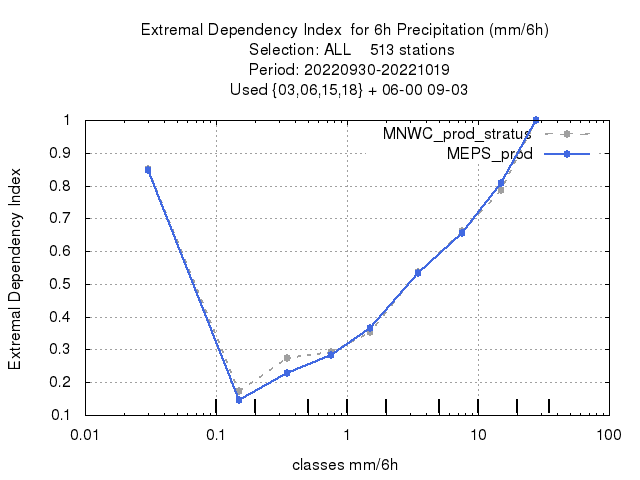 Extremal Dependency Index  for 6h Precipitation (mm/6h)
Selection: ALL    513 stations
Period: 20220930-20221019
Used {03,06,15,18} + 06-00 09-03
MNWC_prod_stratus
MEPS_prod
Extremal Dependency Index
1
0.9
0.8
0.7
0.6
0.5
0.4
0.3
0.2
0.1
0.01
0.1
1
10
100
classes mm/6h